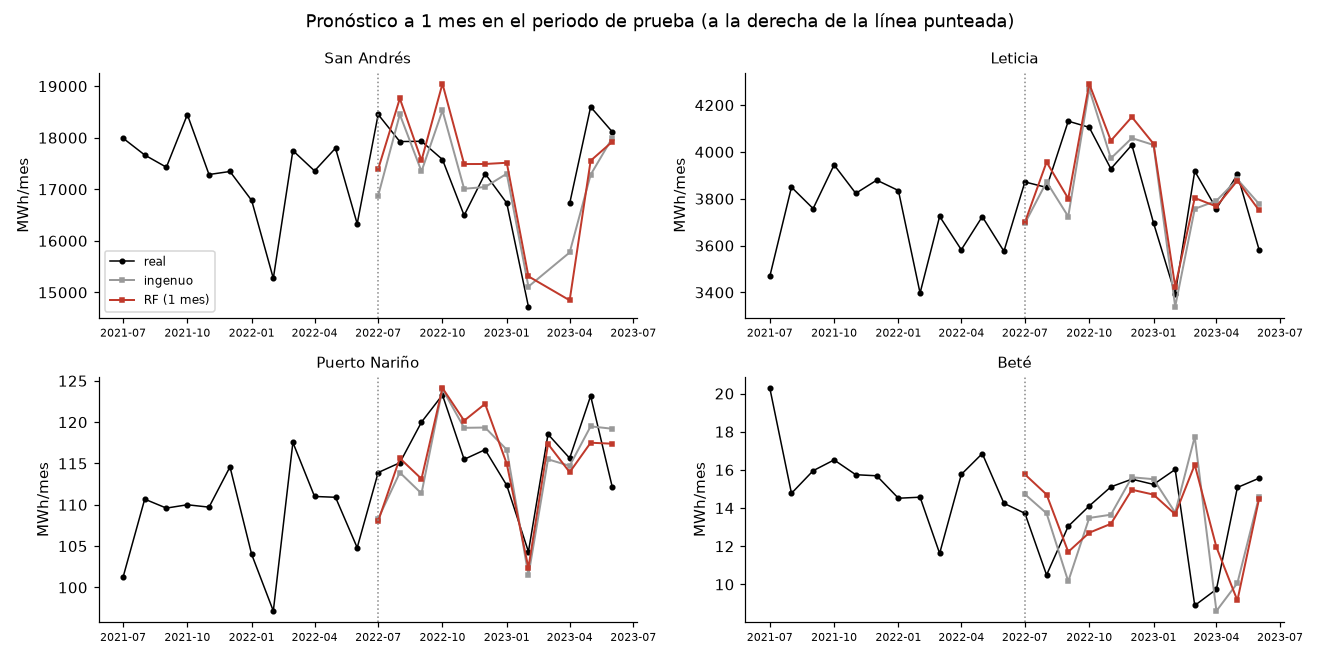 Pronóstico a 1 mes en el periodo de prueba (a la derecha de la línea punteada)
San Andrés
MWh/mes
19000
18000
17000
16000
15000
real
ingenuo
RF (1 mes)
2021-07 2021-10 2022-01 2022-04 2022-07 2022-10 2023-01 2023-04 2023-07
Leticia
MWh/mes
4200
4000
3800
3600
3400
2021-07 2021-10 2022-01 2022-04 2022-07 2022-10 2023-01 2023-04 2023-07
Puerto Nariño
MWh/mes
125
120
115
110
105
100
2021-07 2021-10 2022-01 2022-04 2022-07 2022-10 2023-01 2023-04 2023-07
Beté
MWh/mes
20
18
16
14
12
10
2021-07 2021-10 2022-01 2022-04 2022-07 2022-10 2023-01 2023-04 2023-07